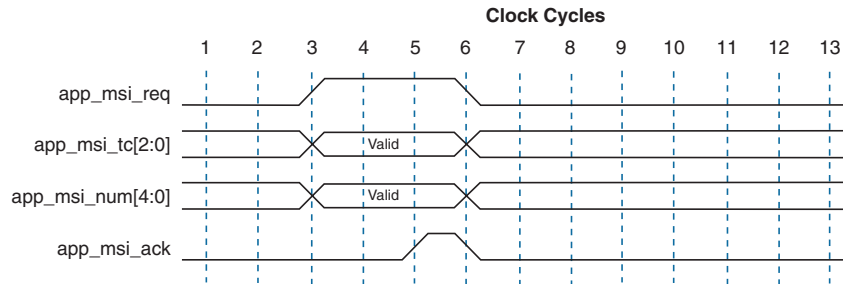 Clock Cycles
1 2 3 4 5 6 7 8 9 10 11 12 13
app_msi_req
app_msi_tc[2:0] Valid
app_msi_num[4:0] Valid
app_msi_ack